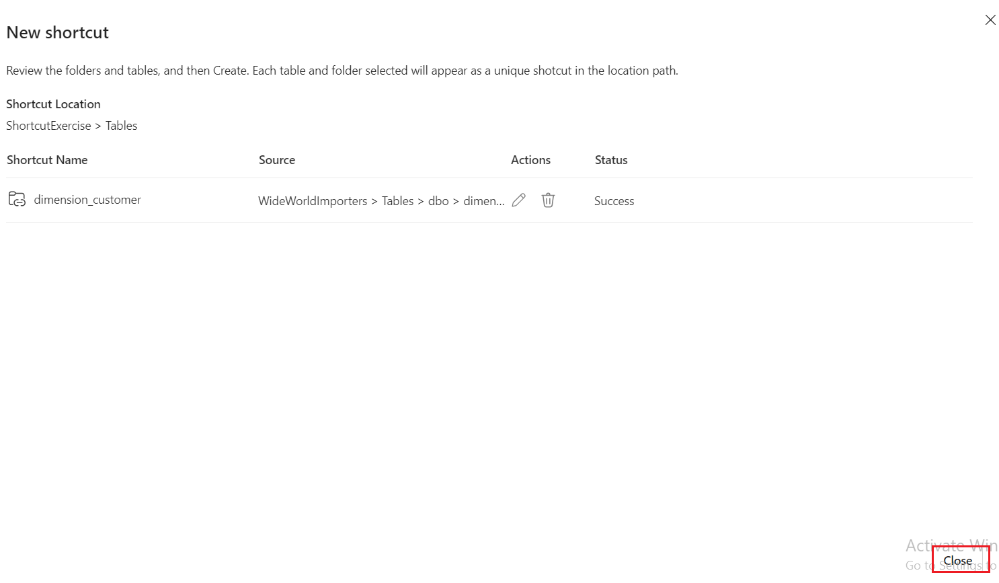 New shortcut
Review the folders and tables, and then Create. Each table and folder selected will appear as a unique shotcut in the location path.
Shortcut Location
ShortcutExercise > Tables
Shortcut Name Source Actions Status
dimension_customer WideWorldImporters > Tables > dbo > dimen... Success
Activate Win
Close
Go to Settings to